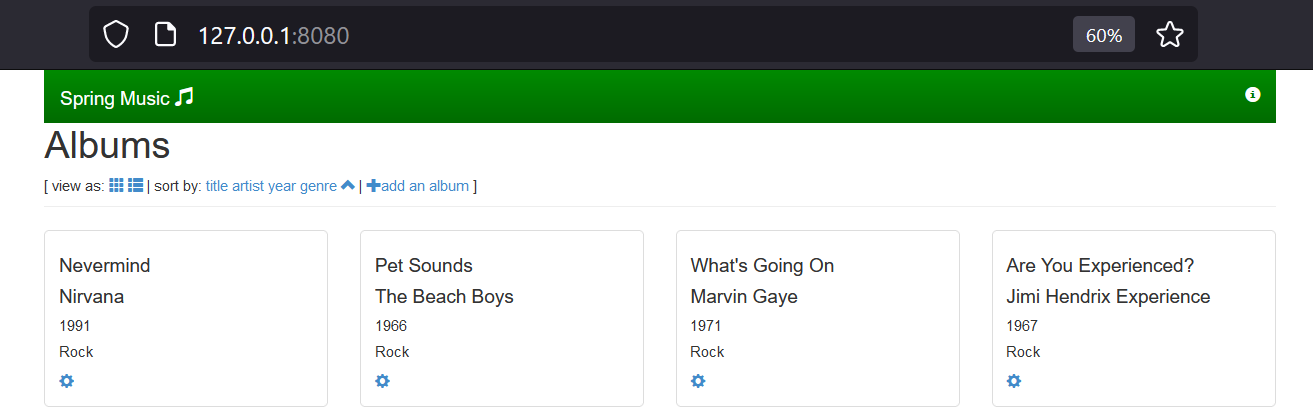 127.0.0.1:8080
60%
Spring Music
Albums
[ view as: | sort by: title artist year genre | add an album ]
Nevermind
Nirvana
1991
Rock
Pet Sounds
The Beach Boys
1966
Rock
What's Going On
Marvin Gaye
1971
Rock
Are You Experienced?
Jimi Hendrix Experience
1967
Rock